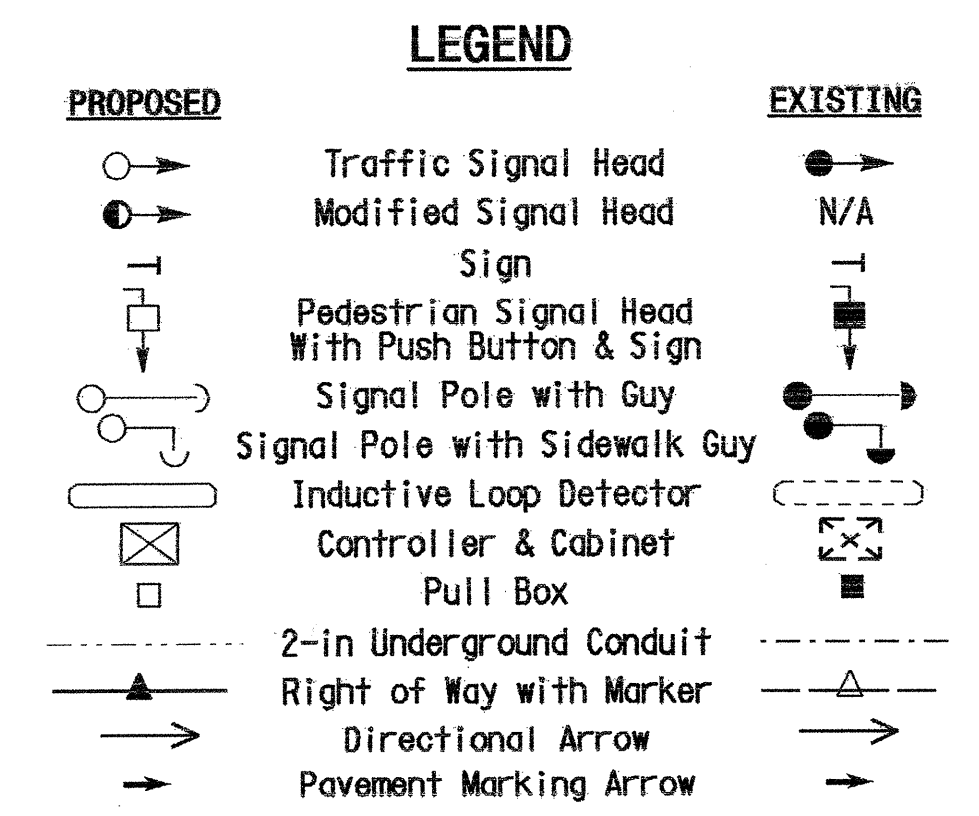 LEGEND
PROPOSED
EXISTING
Traffic Signal Head
Modified Signal Head
N/A
Sign
Pedestrian Signal Head
With Push Button & Sign
Signal Pole with Guy
Signal Pole with Sidewalk Guy
Inductive Loop Detector
Controller & Cabinet
Pull Box
2-in Underground Conduit
Right of Way with Marker
Directional Arrow
Pavement Marking Arrow